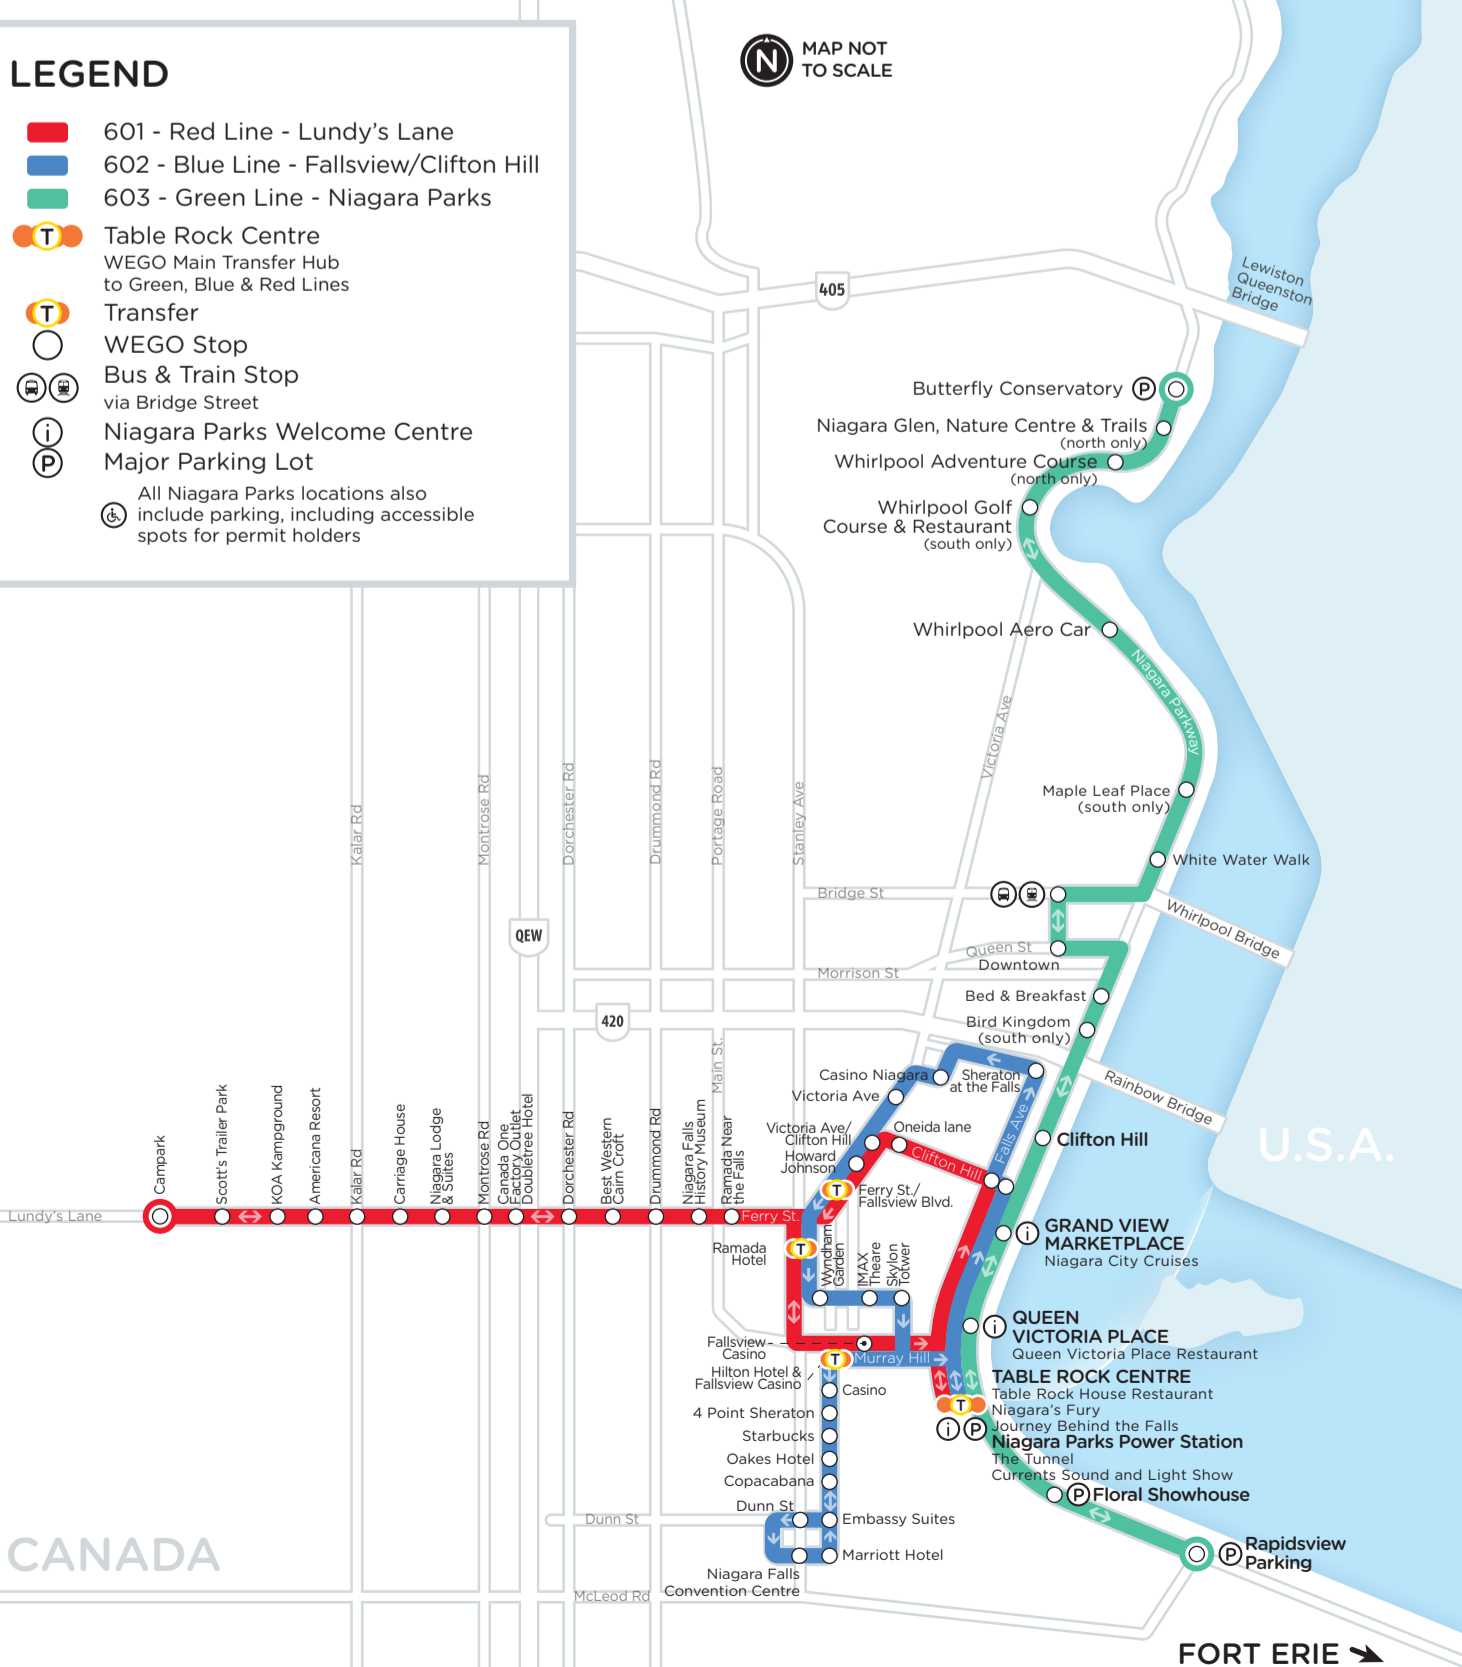 LEGEND
601 - Red Line - Lundy's Lane
602 - Blue Line - Fallsview/Clifton Hill
603 - Green Line - Niagara Parks
T
Table Rock Centre
WEGO Main Transfer Hub
to Green, Blue & Red Lines
T
Transfer
WEGO Stop
Bus & Train Stop
via Bridge Street
i
Niagara Parks Welcome Centre
P
Major Parking Lot
All Niagara Parks locations also
include parking, including accessible
spots for permit holders
N
MAP NOT
TO SCALE
405
Lewiston
Queenston
Bridge
Butterfly Conservatory
P
Niagara Glen, Nature Centre & Trails
(north only)
Whirlpool Adventure Course
(north only)
Whirlpool Golf
Course & Restaurant
(south only)
Whirlpool Aero Car
Niagara Parkway
Victoria Ave
Maple Leaf Place
(south only)
White Water Walk
Kalar Rd
Montrose Rd
Dorchester Rd
Drummond Rd
Portage Road
Stanley Ave
Bridge St
Whirlpool Bridge
QEW
Queen St
Downtown
Morrison St
Bed & Breakfast
420
Bird Kingdom
(south only)
Main St.
Casino Niagara
Sheraton
at the Falls
Rainbow Bridge
Victoria Ave
Victoria Ave/
Clifton Hill
Oneida lane
Falls Ave
Clifton Hill
U.S.A.
Howard
Johnson
Clifton Hill
T
Ferry St./
Fallsview Blvd.
Campark
Scott's Trailer Park
KOA Kampground
Americana Resort
Kalar Rd
Carriage House
Niagara Lodge
& Suites
Montrose Rd
Canada One
Factory Outlet
Doubletree Hotel
Dorchester Rd
Best Western
Cairn Croft
Drummond Rd
Niagara Falls
History Museum
Ramada Near
the Falls
Lundy's Lane
Ferry St.
GRAND VIEW
MARKETPLACE
Niagara City Cruises
i
Ramada
Hotel
T
Wyndham
Garden
IMAX
Theare
Skylon
Totwer
i
QUEEN
VICTORIA PLACE
Queen Victoria Place Restaurant
Fallsview
Casino
T
Murray Hill
Hilton Hotel &
Fallsview Casino
TABLE ROCK CENTRE
Table Rock House Restaurant
Niagara's Fury
Journey Behind the Falls
T
i
P
Niagara Parks Power Station
The Tunnel
Currents Sound and Light Show
Casino
4 Point Sheraton
Starbucks
Oakes Hotel
Copacabana
P
Floral Showhouse
Dunn St
Dunn St
Embassy Suites
Marriott Hotel
Niagara Falls
Convention Centre
P
Rapidsview
Parking
CANADA
McLeod Rd
FORT ERIE